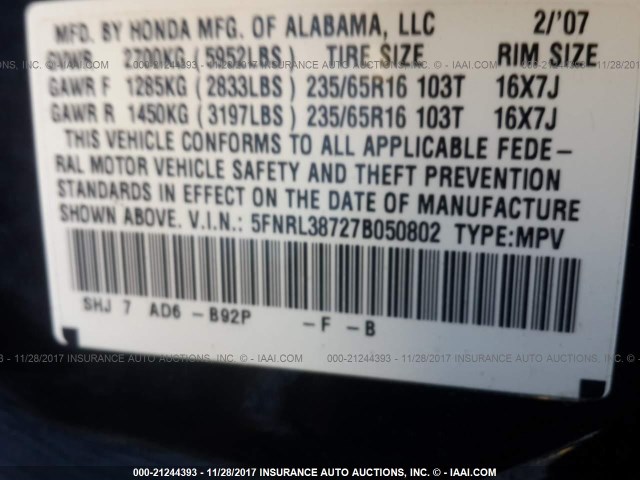 MFD. BY HONDA MFG. OF ALABAMA, LLC 2/'07
GVWR 2700KG (5952LBS) TIRE SIZE RIM SIZE
GAWR F 1285KG (2833LBS) 235/65R16 103T 16X7J
GAWR R 1450KG (3197LBS) 235/65R16 103T 16X7J
THIS VEHICLE CONFORMS TO ALL APPLICABLE FEDE-
RAL MOTOR VEHICLE SAFETY AND THEFT PREVENTION
STANDARDS IN EFFECT ON THE DATE OF MANUFACTURE
SHOWN ABOVE. V.I.N.: 5FNRL38727B050802 TYPE:MPV
SHJ 7 AD6 -B92P -F -B
000-21244393 - 11/28/2017 INSURANCE AUTO AUCTIONS, INC. © - IAAI.COM